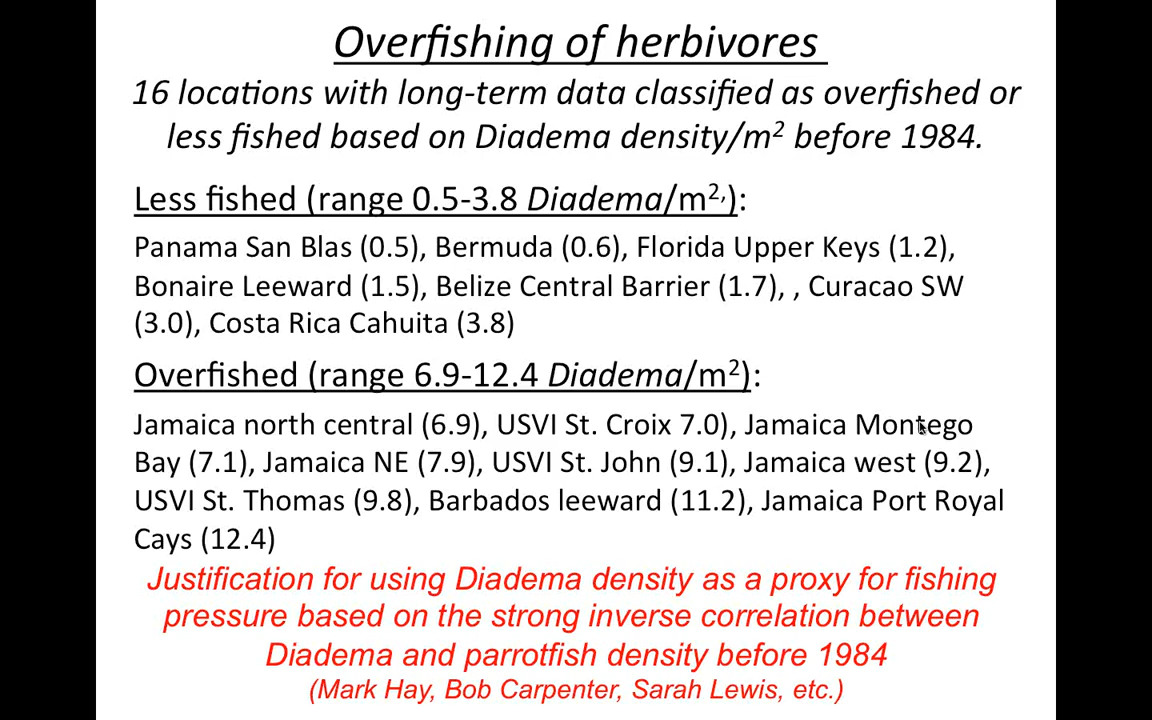 Overfishing of herbivores
16 locations with long-term data classified as overfished or
less fished based on Diadema density/m² before 1984.
Less fished (range 0.5-3.8 Diadema/m²,):
Panama San Blas (0.5), Bermuda (0.6), Florida Upper Keys (1.2),
Bonaire Leeward (1.5), Belize Central Barrier (1.7), , Curacao SW
(3.0), Costa Rica Cahuita (3.8)
Overfished (range 6.9-12.4 Diadema/m²):
Jamaica north central (6.9), USVI St. Croix 7.0), Jamaica Montego
Bay (7.1), Jamaica NE (7.9), USVI St. John (9.1), Jamaica west (9.2),
USVI St. Thomas (9.8), Barbados leeward (11.2), Jamaica Port Royal
Cays (12.4)
Justification for using Diadema density as a proxy for fishing
pressure based on the strong inverse correlation between
Diadema and parrotfish density before 1984
(Mark Hay, Bob Carpenter, Sarah Lewis, etc.)